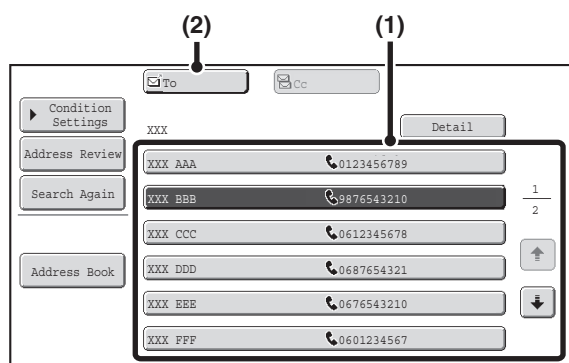 (2) (1)
To Cc
Condition
Settings
XXX Detail
Address Review
XXX AAA 0123456789
Search Again
XXX BBB 9876543210
1
2
XXX CCC 0612345678
Address Book
XXX DDD 0687654321
XXX EEE 0676543210
XXX FFF 0601234567